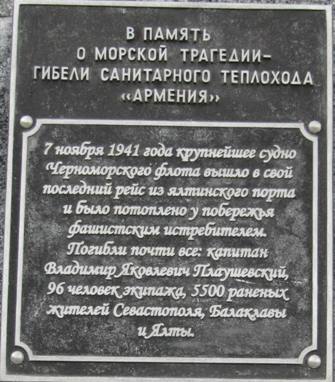 В ПАМЯТЬ
О МОРСКОЙ ТРАГЕДИИ–
ГИБЕЛИ САНИТАРНОГО ТЕПЛОХОДА
«АРМЕНИЯ»
7 ноября 1941 года крупнейшее судно
Черноморского флота вышло в свой
последний рейс из ялтинского порта
и было потоплено у побережья
фашистским истребителем.
Погибли почти все: капитан
Владимир Яковлевич Плаушевский,
96 человек экипажа, 5500 раненых
жителей Севастополя, Балаклавы
и Ялты.